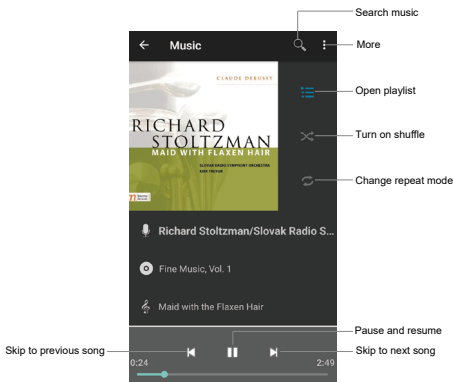 Search music
Music
More
CLAUDE DEBUSSY
Open playlist
RICHARD
STOLTZMAN
MAID WITH FLAXEN HAIR
SLOVAK RADIO SYMPHONY ORCHESTRA
KIRK TREVOR
Turn on shuffle
Change repeat mode
Richard Stoltzman/Slovak Radio S...
Fine Music, Vol. 1
Maid with the Flaxen Hair
Pause and resume
Skip to previous song
Skip to next song
0:24
2:49